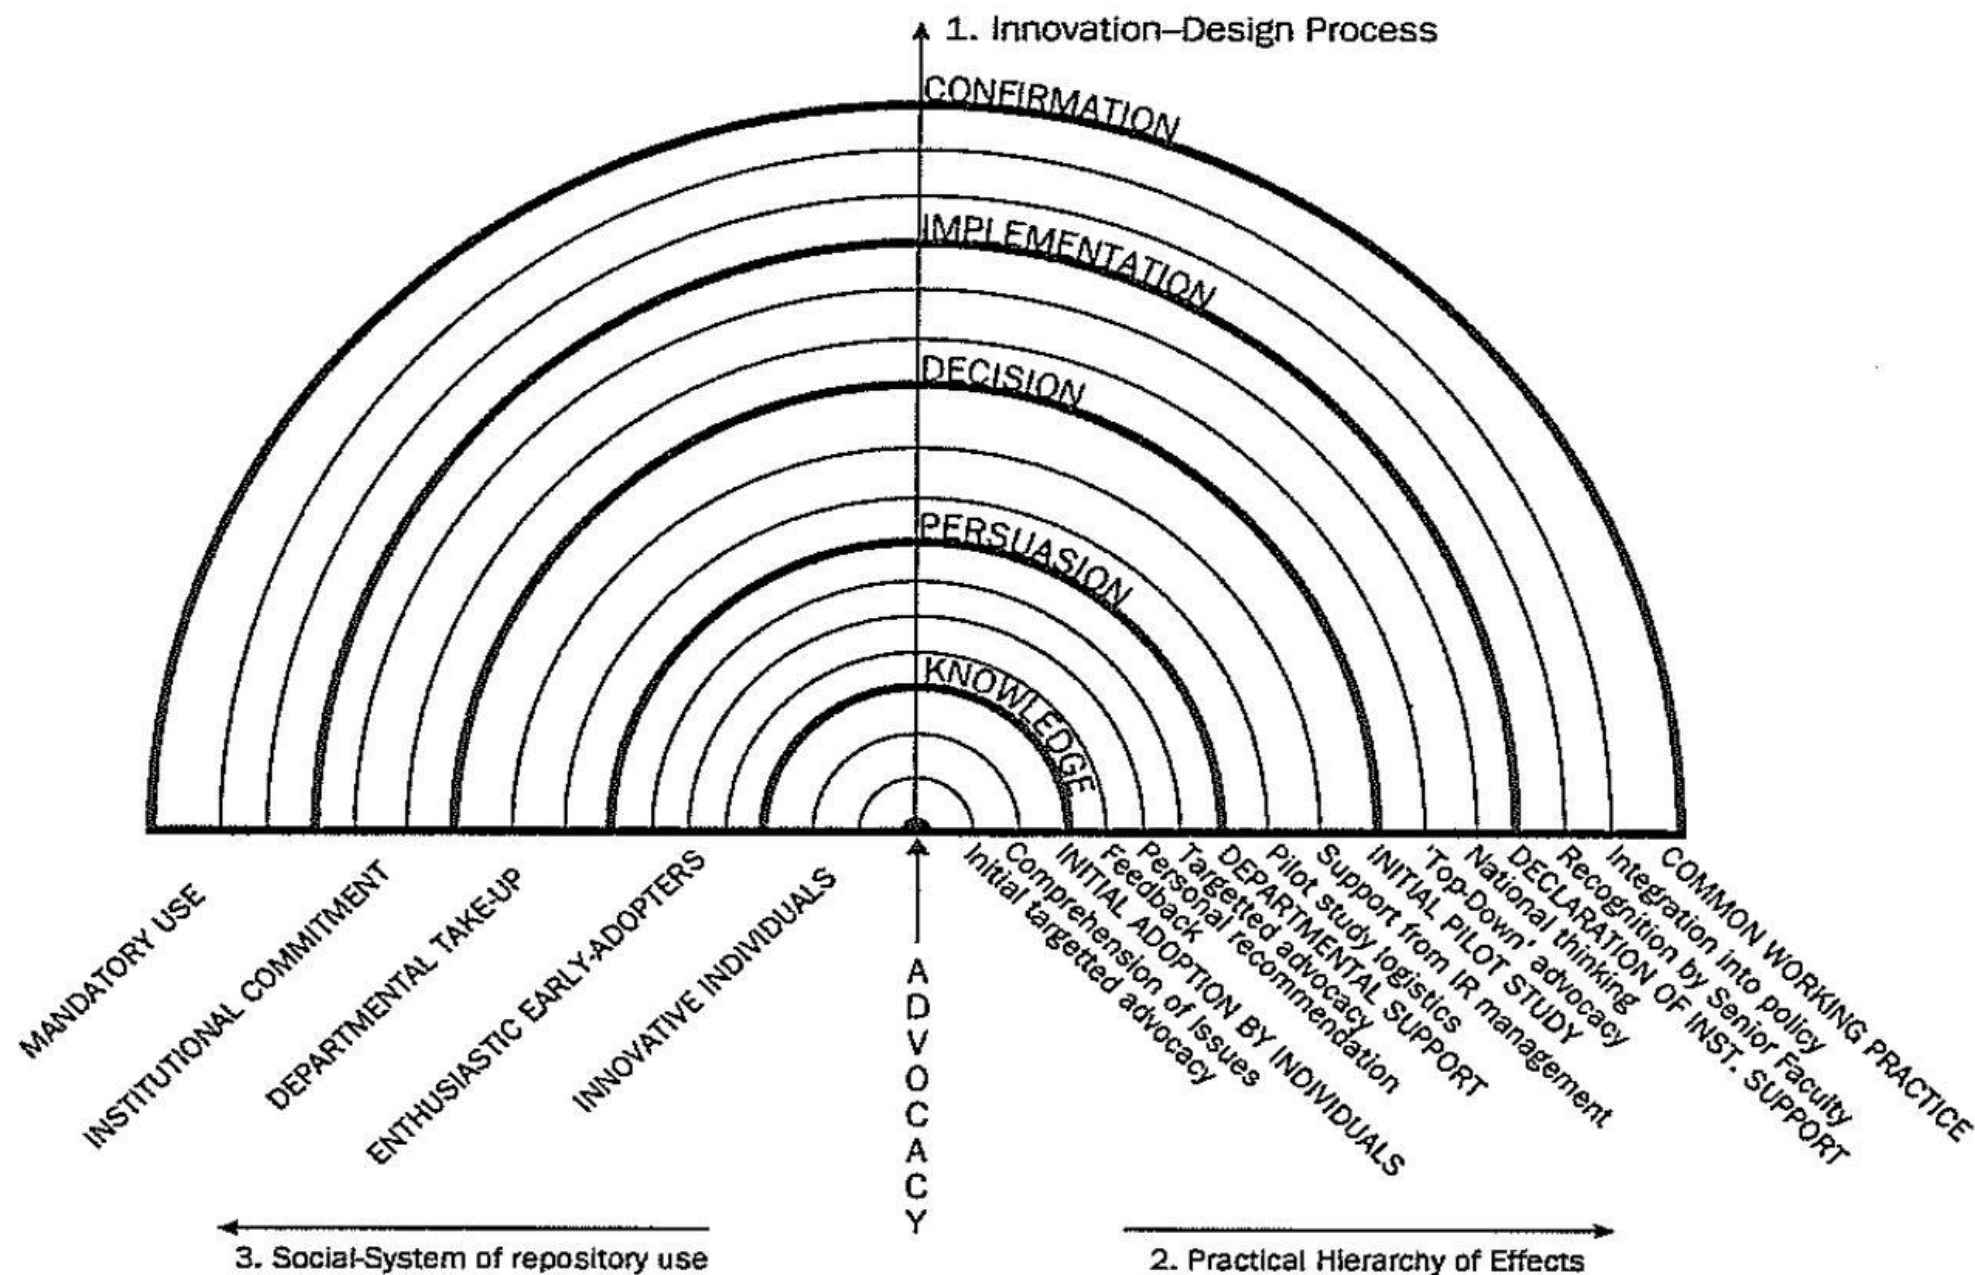 1. Innovation–Design Process
CONFIRMATION
IMPLEMENTATION
DECISION
PERSUASION
KNOWLEDGE
MANDATORY USE
INSTITUTIONAL COMMITMENT
DEPARTMENTAL TAKE-UP
ENTHUSIASTIC EARLY-ADOPTERS
INNOVATIVE INDIVIDUALS
ADVOCACY
Initial targetted advocacy
Comprehension of Issues
INITIAL ADOPTION BY INDIVIDUALS
Feedback
Personal recommendation
Targetted advocacy
DEPARTMENTAL SUPPORT
Pilot study logistics
Support from IR management
INITIAL PILOT STUDY
'Top-Down' advocacy
National thinking
DECLARATION OF INST. SUPPORT
Recognition by Senior Faculty
Integration into policy
COMMON WORKING PRACTICE
3. Social-System of repository use
2. Practical Hierarchy of Effects